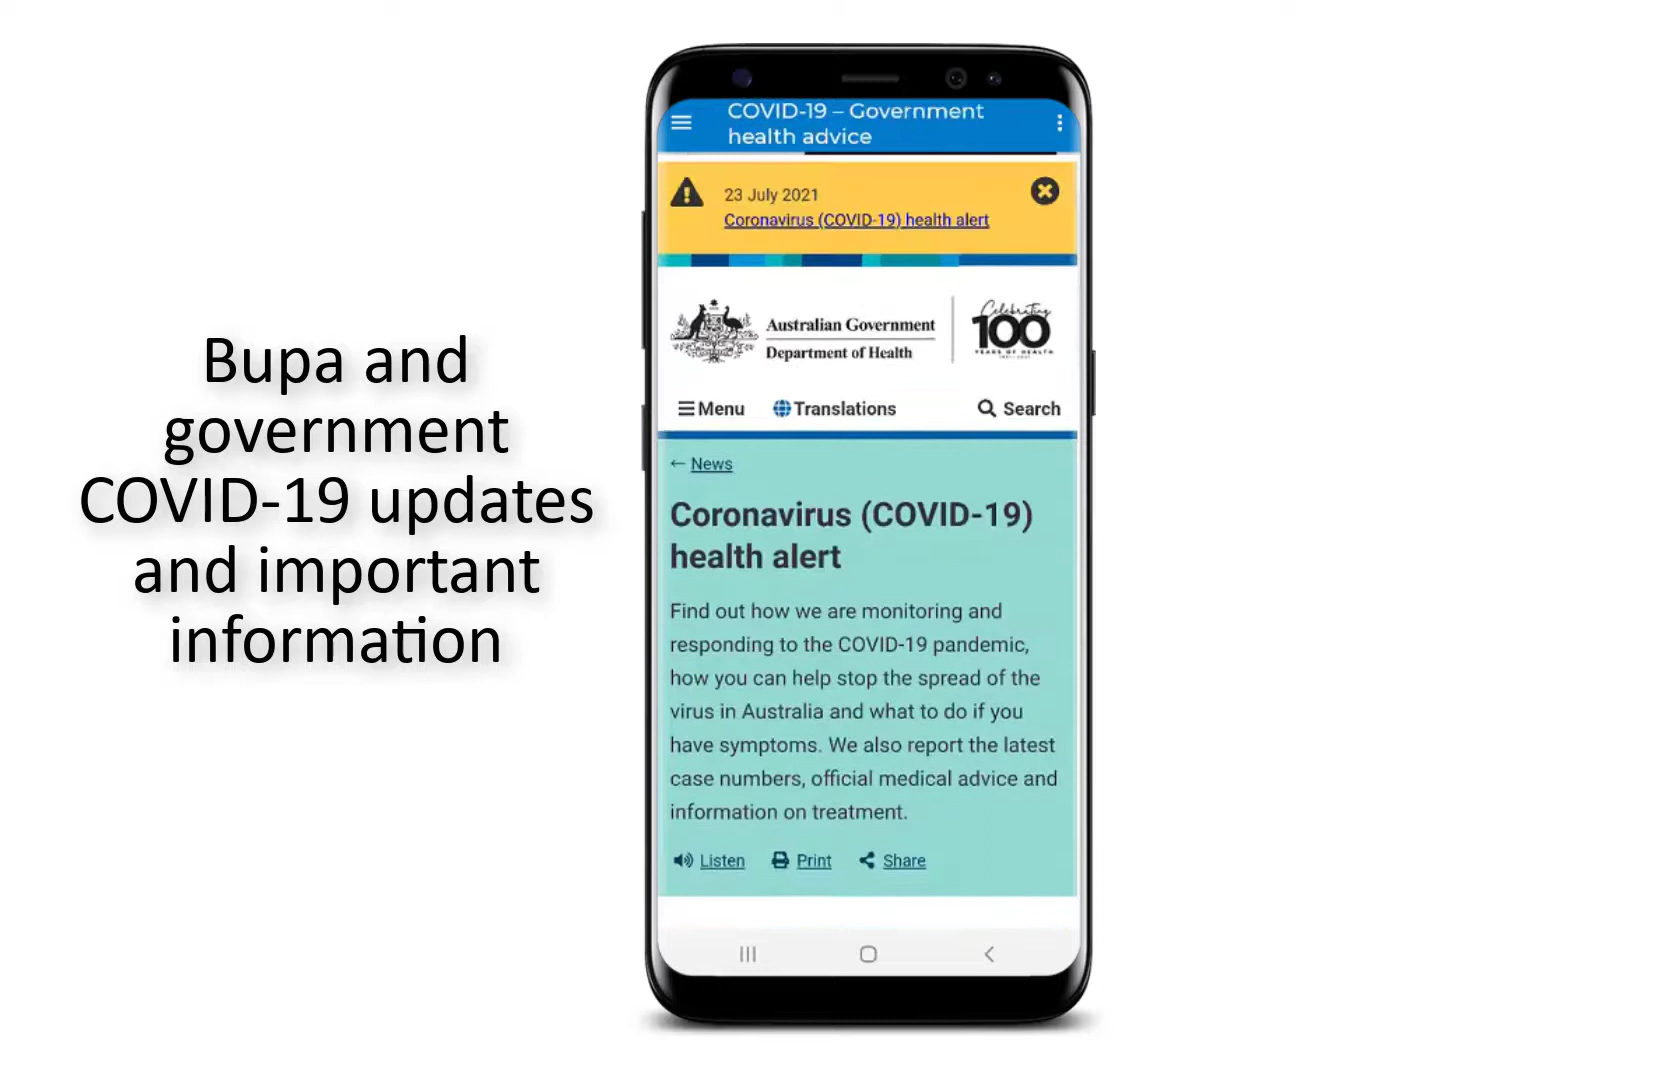 Bupa and
government
COVID-19 updates
and important
information
COVID-19 – Government
health advice
23 July 2021
Coronavirus (COVID-19) health alert
Australian Government
Department of Health
Celebrating
100
YEARS OF HEALTH
Menu
Translations
Search
← News
Coronavirus (COVID-19)
health alert
Find out how we are monitoring and
responding to the COVID-19 pandemic,
how you can help stop the spread of the
virus in Australia and what to do if you
have symptoms. We also report the latest
case numbers, official medical advice and
information on treatment.
Listen
Print
Share